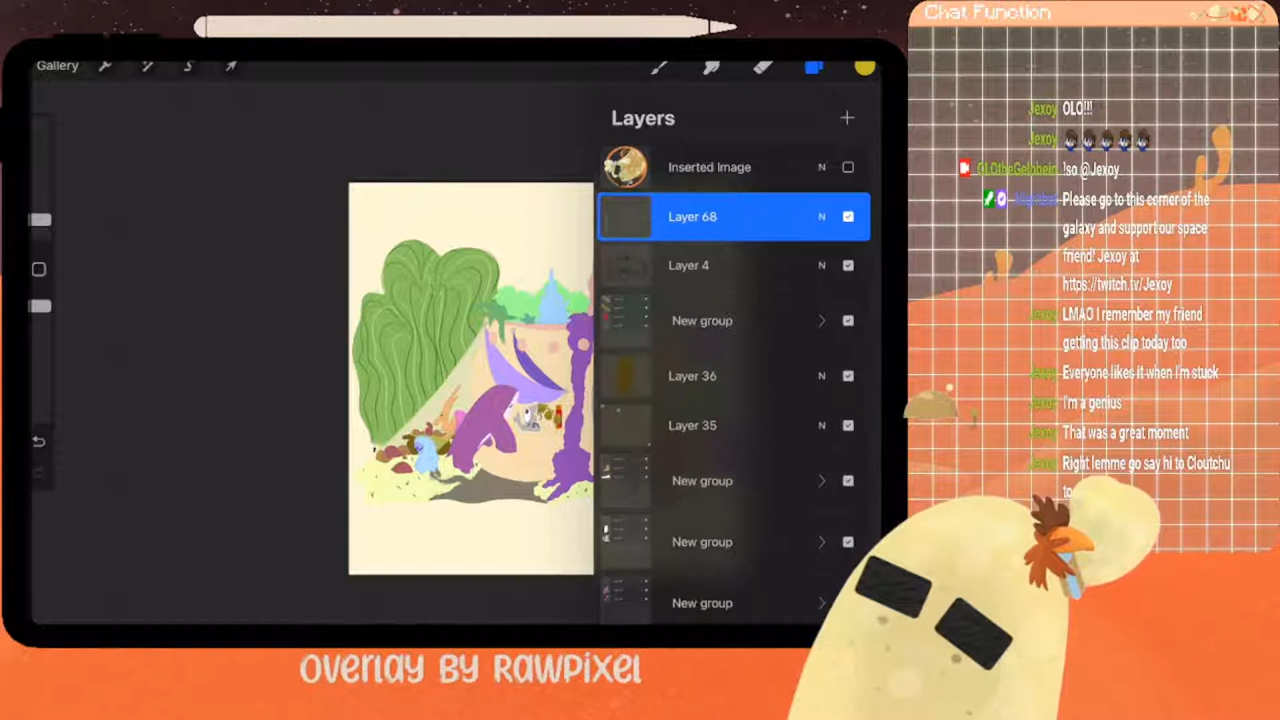 Chat Function
Gallery
Layers
Inserted Image N
Layer 68 N
Layer 4 N
New group
Layer 36 N
Layer 35 N
New group
New group
New group
Jexoy OLO!!!
Jexoy
OLOtheGelobein !so @Jexoy
Please go to this corner of the
galaxy and support our space
friend! Jexoy at
https://twitch.tv/Jexoy
Jexoy LMAO I remember my friend
getting this clip today too
Jexoy Everyone likes it when I'm stuck
Jexoy I'm a genius
Jexoy That was a great moment
Jexoy Right lemme go say hi to Cloutchu
OVERLAY BY RAWPIXEL